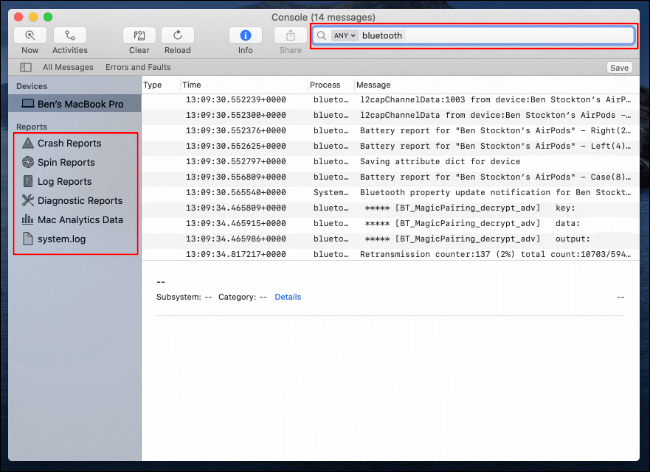 Console (14 messages)
Now
Activities
Clear
Reload
Info
Share
ANY bluetooth
All Messages
Errors and Faults
Save
Devices
Ben's MacBook Pro
Reports
Crash Reports
Spin Reports
Log Reports
Diagnostic Reports
Mac Analytics Data
system.log
Type Time Process Message
13:09:30.552239+0000 blueto… l2capChannelData:1003 from device:Ben Stockton's AirP…
13:09:30.552300+0000 blueto… l2capChannelData from device:Ben Stockton's AirPods –…
13:09:30.552376+0000 blueto… Battery report for "Ben Stockton's AirPods" - Right(2…
13:09:30.552625+0000 blueto… Battery report for "Ben Stockton's AirPods" - Left(4)…
13:09:30.552797+0000 blueto… Saving attribute dict for device
13:09:30.556809+0000 blueto… Battery report for "Ben Stockton's AirPods" - Case(8)…
13:09:30.565540+0000 System… Bluetooth property update notification for Ben Stockt…
13:09:34.465809+0000 blueto… ***** [BT_MagicPairing_decrypt_adv] key:
13:09:34.465915+0000 blueto… ***** [BT_MagicPairing_decrypt_adv] data:
13:09:34.465986+0000 blueto… ***** [BT_MagicPairing_decrypt_adv] output:
13:09:34.817217+0000 blueto… Retransmission counter:137 (2%) total count:10703/594…
--
Subsystem: -- Category: -- Details --